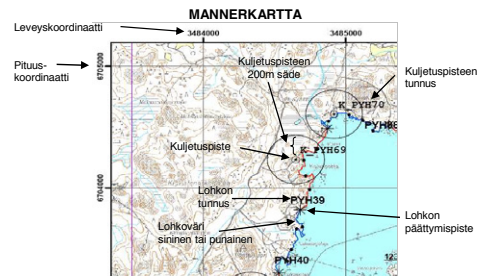 MANNERKARTTA
Leveyskoordinaatti
3484000
3485000
Pituus-
koordinaatti
6705000
Kuljetuspisteen
200m säde
Kuljetuspisteen
tunnus
K PYH70
PYH88
Kuljetuspiste
K PYH69
6704000
Lohkon
tunnus
PYH39
Lohkon
päättymispiste
Lohkoväri
sininen tai punainen
PYH40